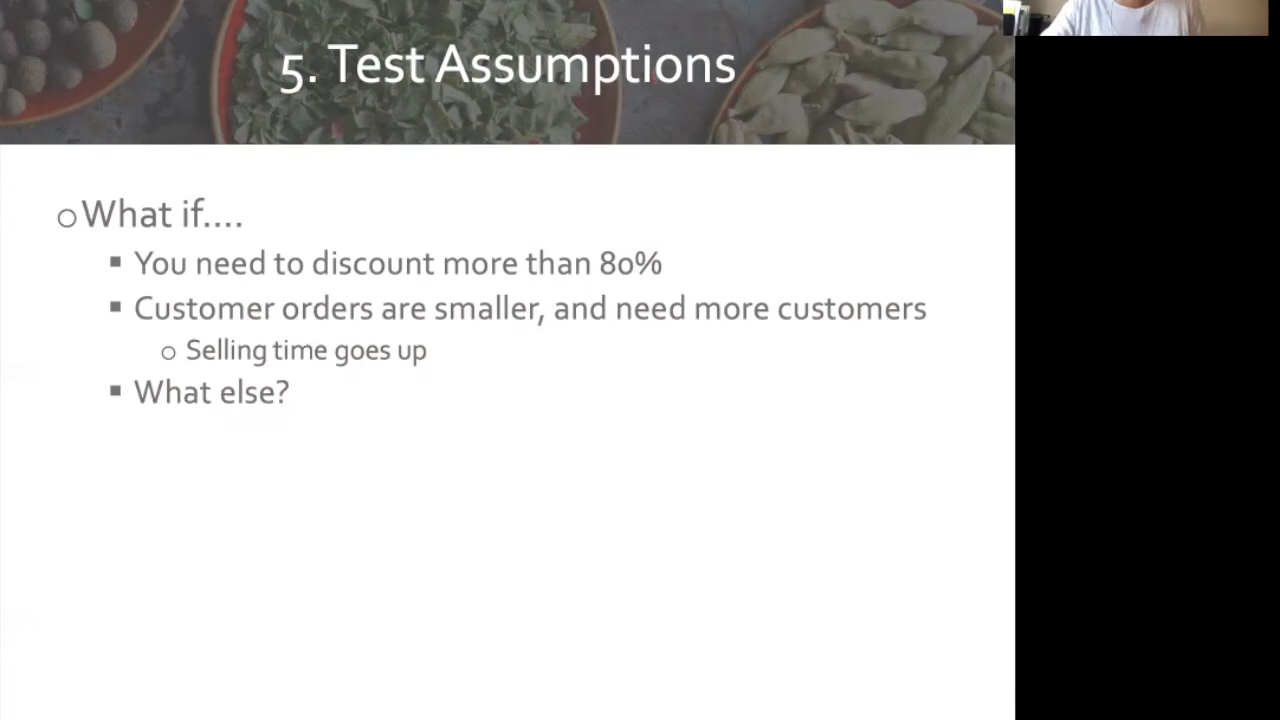 5. Test Assumptions
What if....
You need to discount more than 80%
Customer orders are smaller, and need more customers
Selling time goes up
What else?